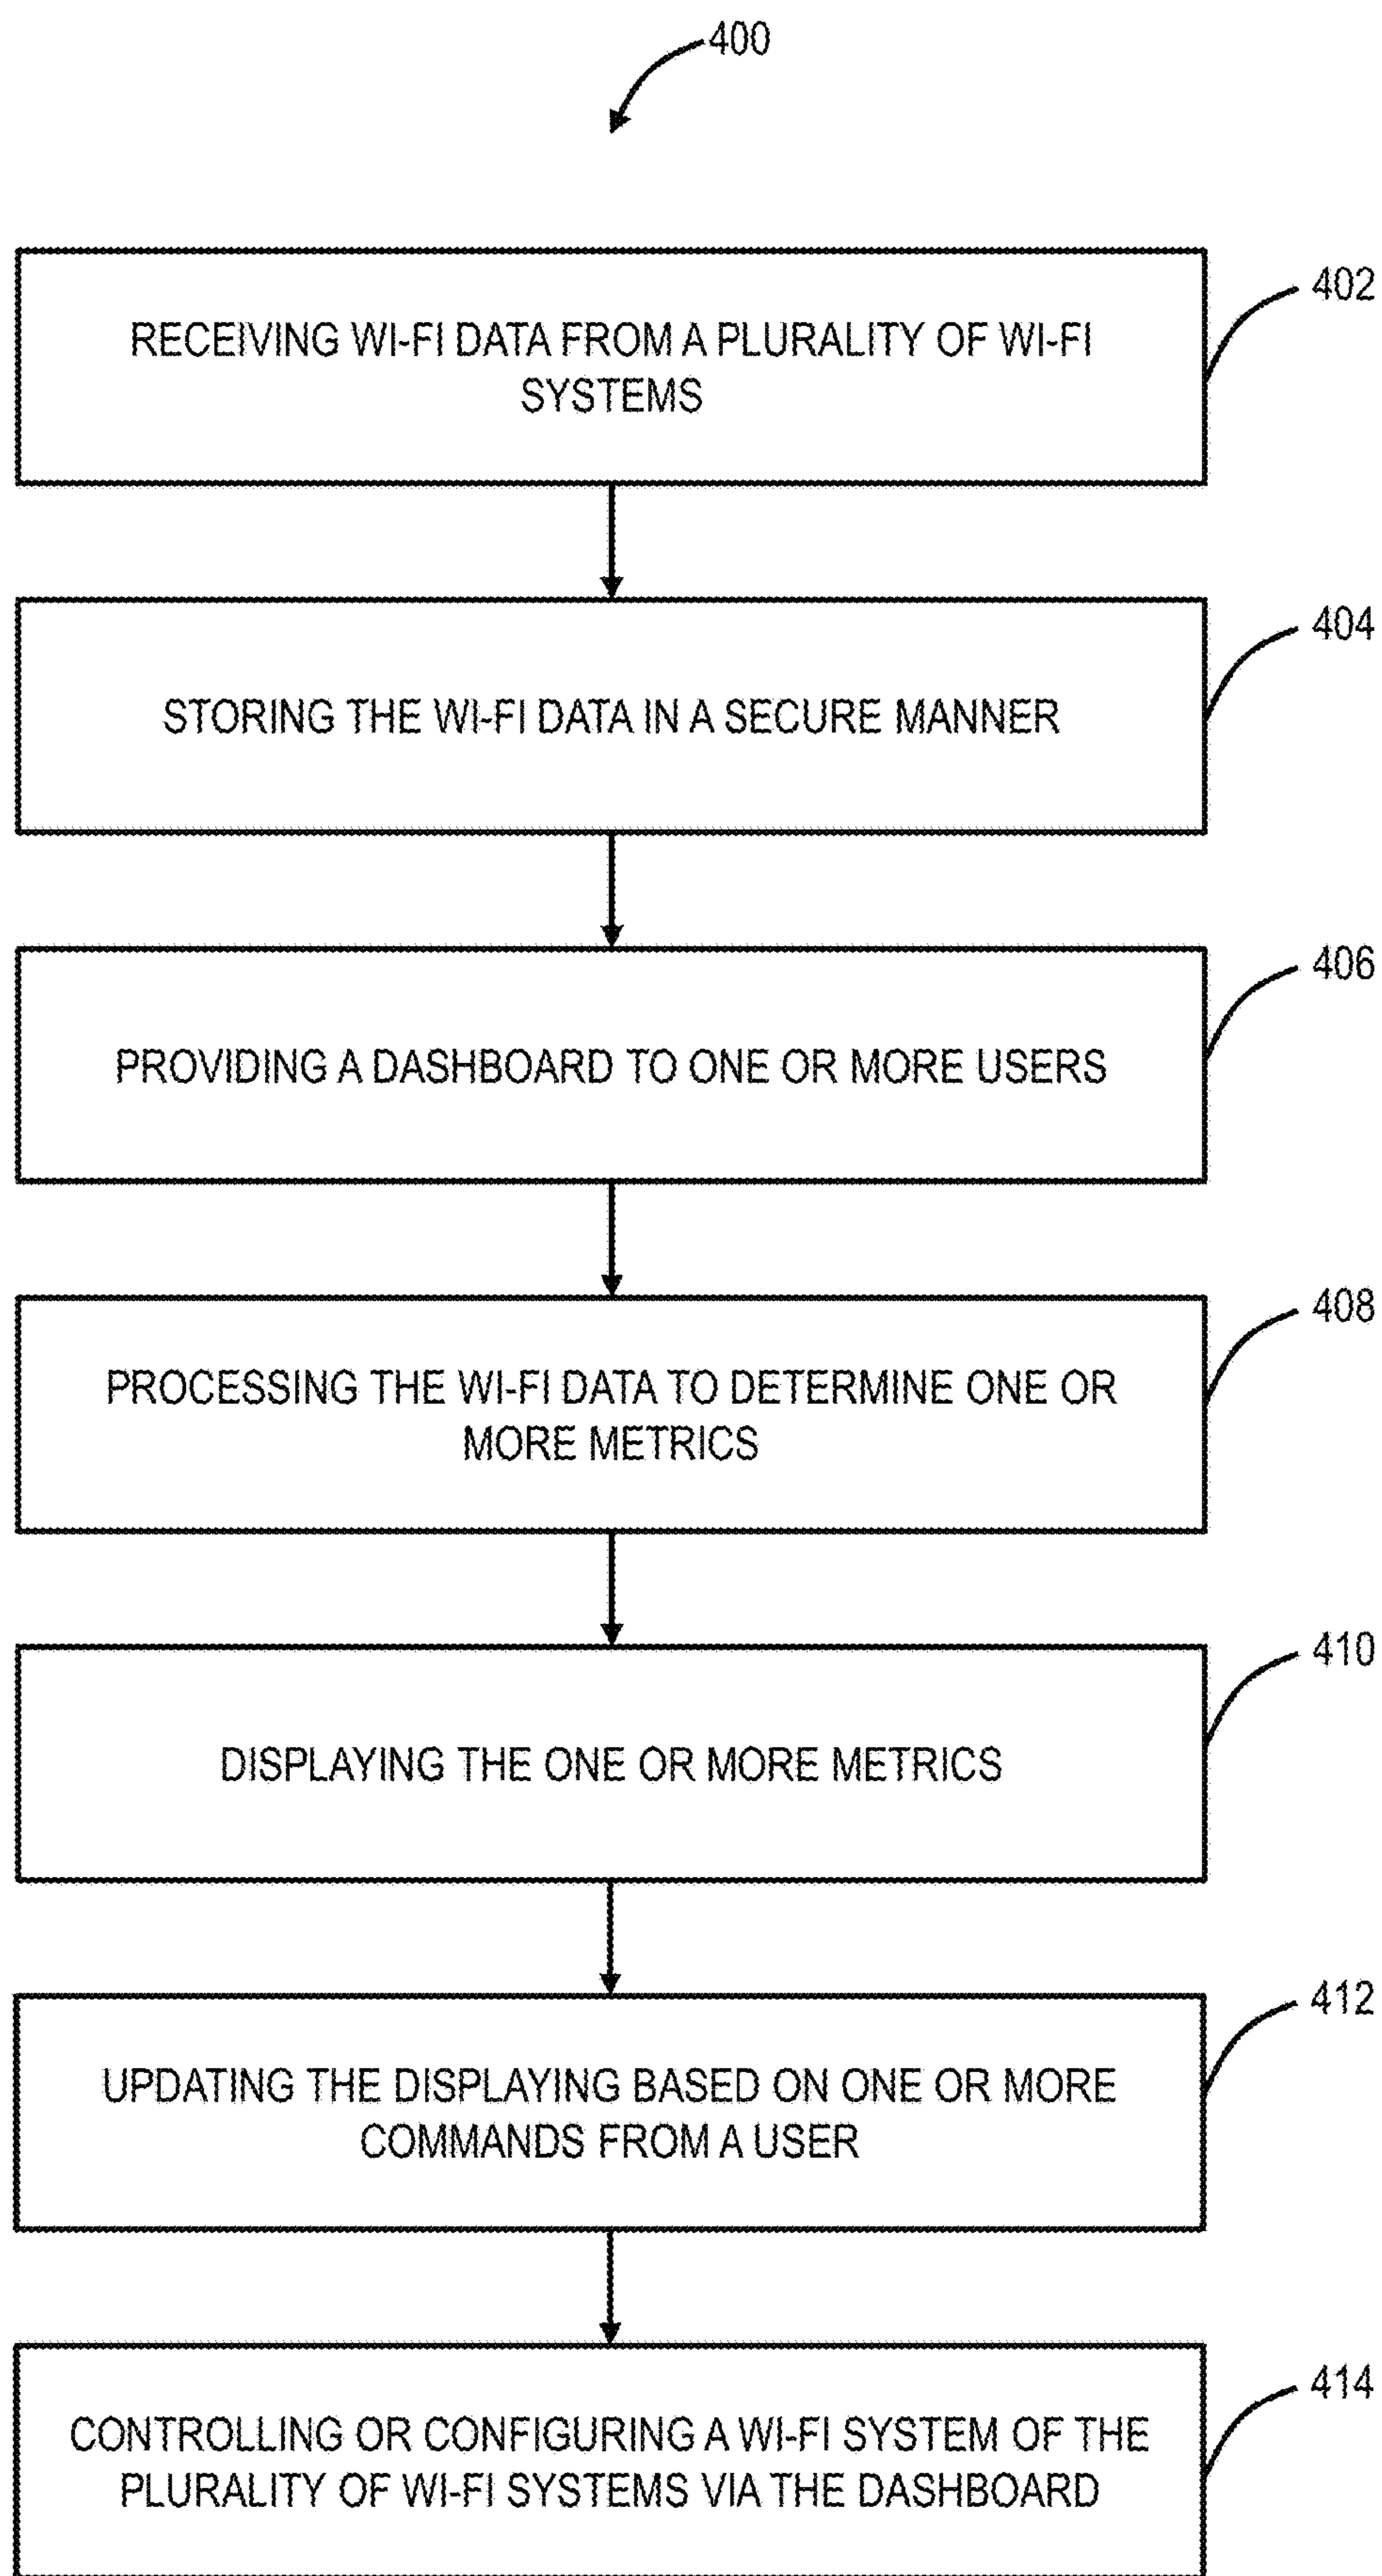 400
RECEIVING WI-FI DATA FROM A PLURALITY OF WI-FI
SYSTEMS
402
STORING THE WI-FI DATA IN A SECURE MANNER
404
PROVIDING A DASHBOARD TO ONE OR MORE USERS
406
PROCESSING THE WI-FI DATA TO DETERMINE ONE OR
MORE METRICS
408
DISPLAYING THE ONE OR MORE METRICS
410
UPDATING THE DISPLAYING BASED ON ONE OR MORE
COMMANDS FROM A USER
412
CONTROLLING OR CONFIGURING A WI-FI SYSTEM OF THE
PLURALITY OF WI-FI SYSTEMS VIA THE DASHBOARD
414